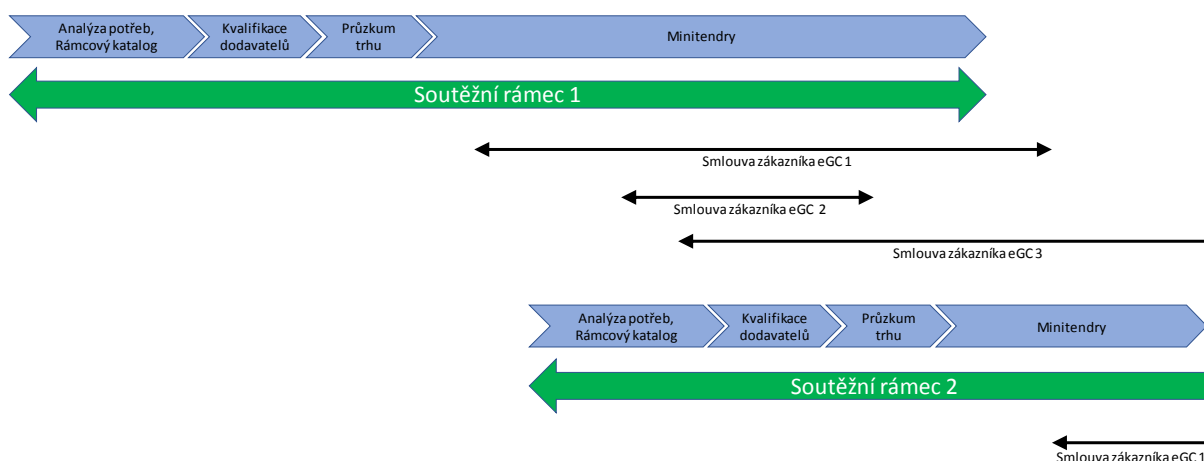 Analýza potřeb,
Rámcový katalog
Kvalifikace
dodavatelů
Průzkum
trhu
Minitendry
Soutěžní rámec 1
Smlouva zákazníka eGC 1
Smlouva zákazníka eGC 2
Smlouva zákazníka eGC 3
Analýza potřeb,
Rámcový katalog
Kvalifikace
dodavatelů
Průzkum
trhu
Minitendry
Soutěžní rámec 2
Smlouva zákazníka eGC 1